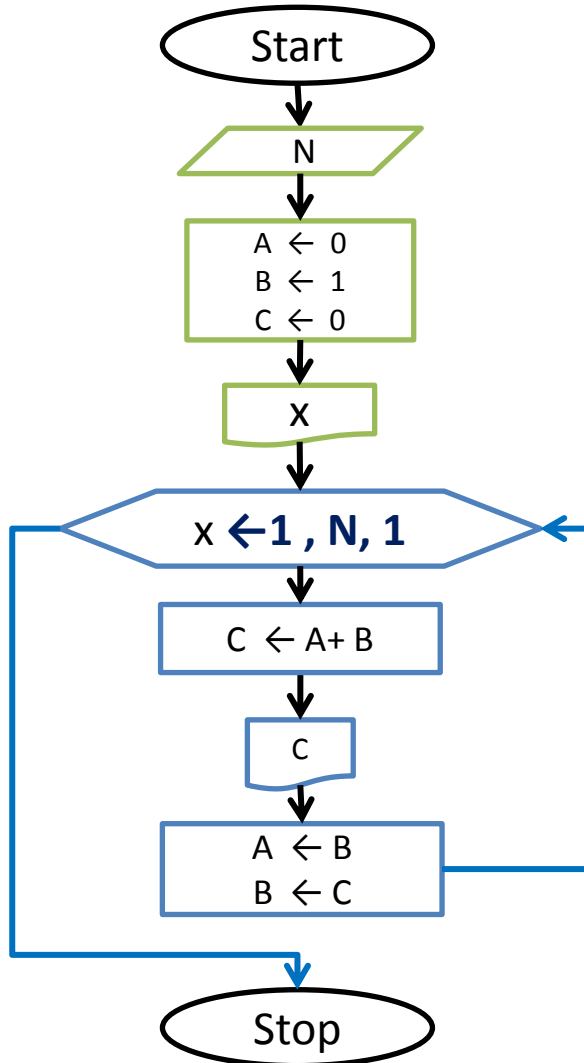 Start
N
A ← 0
B ← 1
C ← 0
x
x ←1 , N, 1
C ← A+ B
C
A ← B
B ← C
Stop